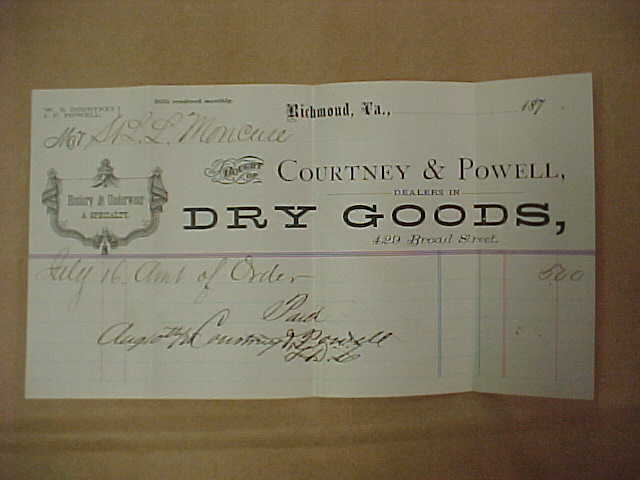 Bills rendered monthly.
W. S. COURTNEY
J. P. POWELL
Richmond, Va., 187
Mr St. L. L. Moncure
BOUGHT OF
COURTNEY & POWELL,
Hosiery & Underwear
A SPECIALTY.
DEALERS IN
DRY GOODS,
429 Broad Street.
July 16 Amt of Order 5.00
Paid
Courtney & Powell